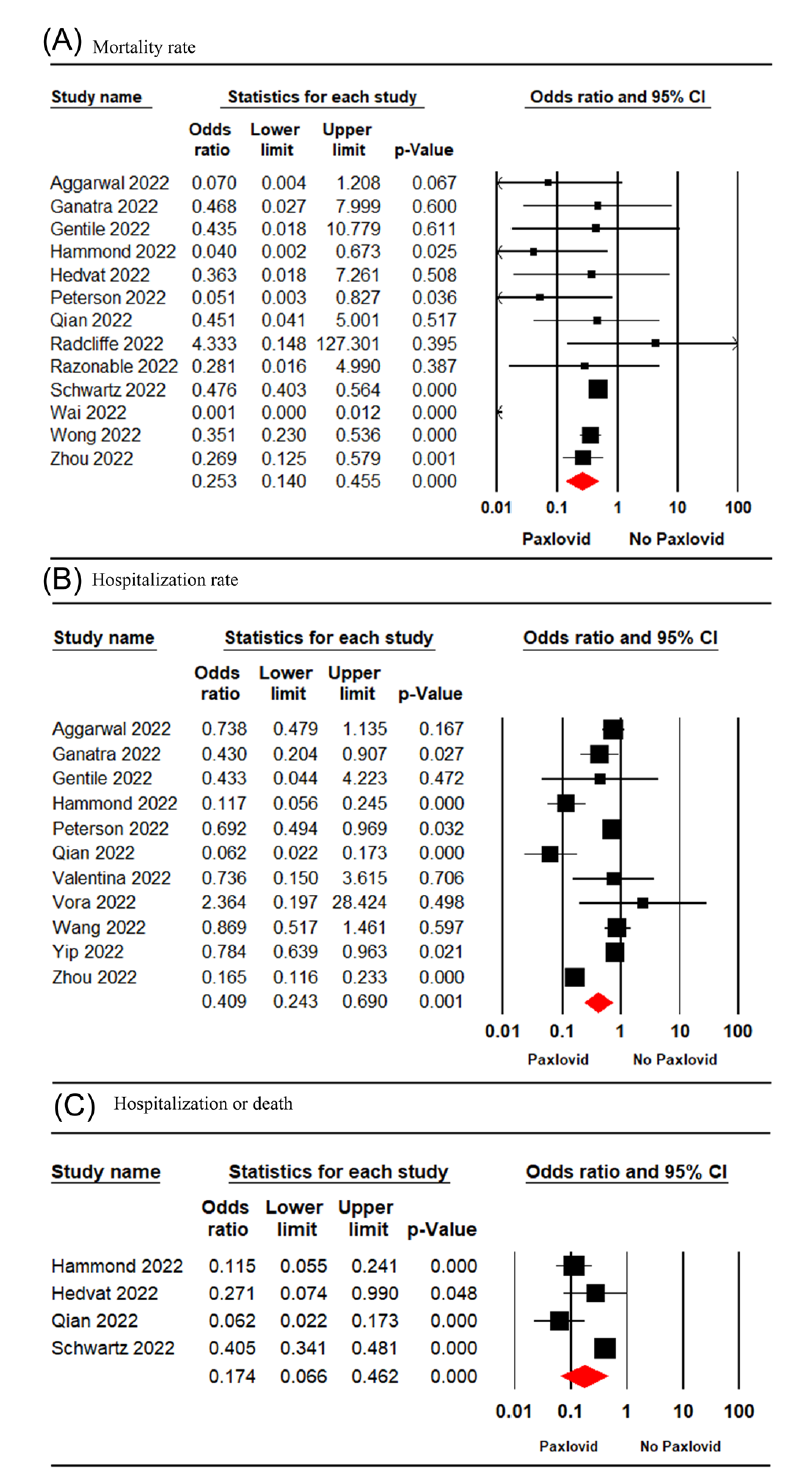 (A) Mortality rate
Study name Statistics for each study Odds ratio and 95% CI
Odds Lower Upper
ratio limit limit p-Value
Aggarwal 2022 0.070 0.004 1.208 0.067
Ganatra 2022 0.468 0.027 7.999 0.600
Gentile 2022 0.435 0.018 10.779 0.611
Hammond 2022 0.040 0.002 0.673 0.025
Hedvat 2022 0.363 0.018 7.261 0.508
Peterson 2022 0.051 0.003 0.827 0.036
Qian 2022 0.451 0.041 5.001 0.517
Radcliffe 2022 4.333 0.148 127.301 0.395
Razonable 2022 0.281 0.016 4.990 0.387
Schwartz 2022 0.476 0.403 0.564 0.000
Wai 2022 0.001 0.000 0.012 0.000
Wong 2022 0.351 0.230 0.536 0.000
Zhou 2022 0.269 0.125 0.579 0.001
0.253 0.140 0.455 0.000
0.01 0.1 1 10 100
Paxlovid No Paxlovid
(B) Hospitalization rate
Study name Statistics for each study Odds ratio and 95% CI
Odds Lower Upper
ratio limit limit p-Value
Aggarwal 2022 0.738 0.479 1.135 0.167
Ganatra 2022 0.430 0.204 0.907 0.027
Gentile 2022 0.433 0.044 4.223 0.472
Hammond 2022 0.117 0.056 0.245 0.000
Peterson 2022 0.692 0.494 0.969 0.032
Qian 2022 0.062 0.022 0.173 0.000
Valentina 2022 0.736 0.150 3.615 0.706
Vora 2022 2.364 0.197 28.424 0.498
Wang 2022 0.869 0.517 1.461 0.597
Yip 2022 0.784 0.639 0.963 0.021
Zhou 2022 0.165 0.116 0.233 0.000
0.409 0.243 0.690 0.001
0.01 0.1 1 10 100
Paxlovid No Paxlovid
(C) Hospitalization or death
Study name Statistics for each study Odds ratio and 95% CI
Odds Lower Upper
ratio limit limit p-Value
Hammond 2022 0.115 0.055 0.241 0.000
Hedvat 2022 0.271 0.074 0.990 0.048
Qian 2022 0.062 0.022 0.173 0.000
Schwartz 2022 0.405 0.341 0.481 0.000
0.174 0.066 0.462 0.000
0.01 0.1 1 10 100
Paxlovid No Paxlovid